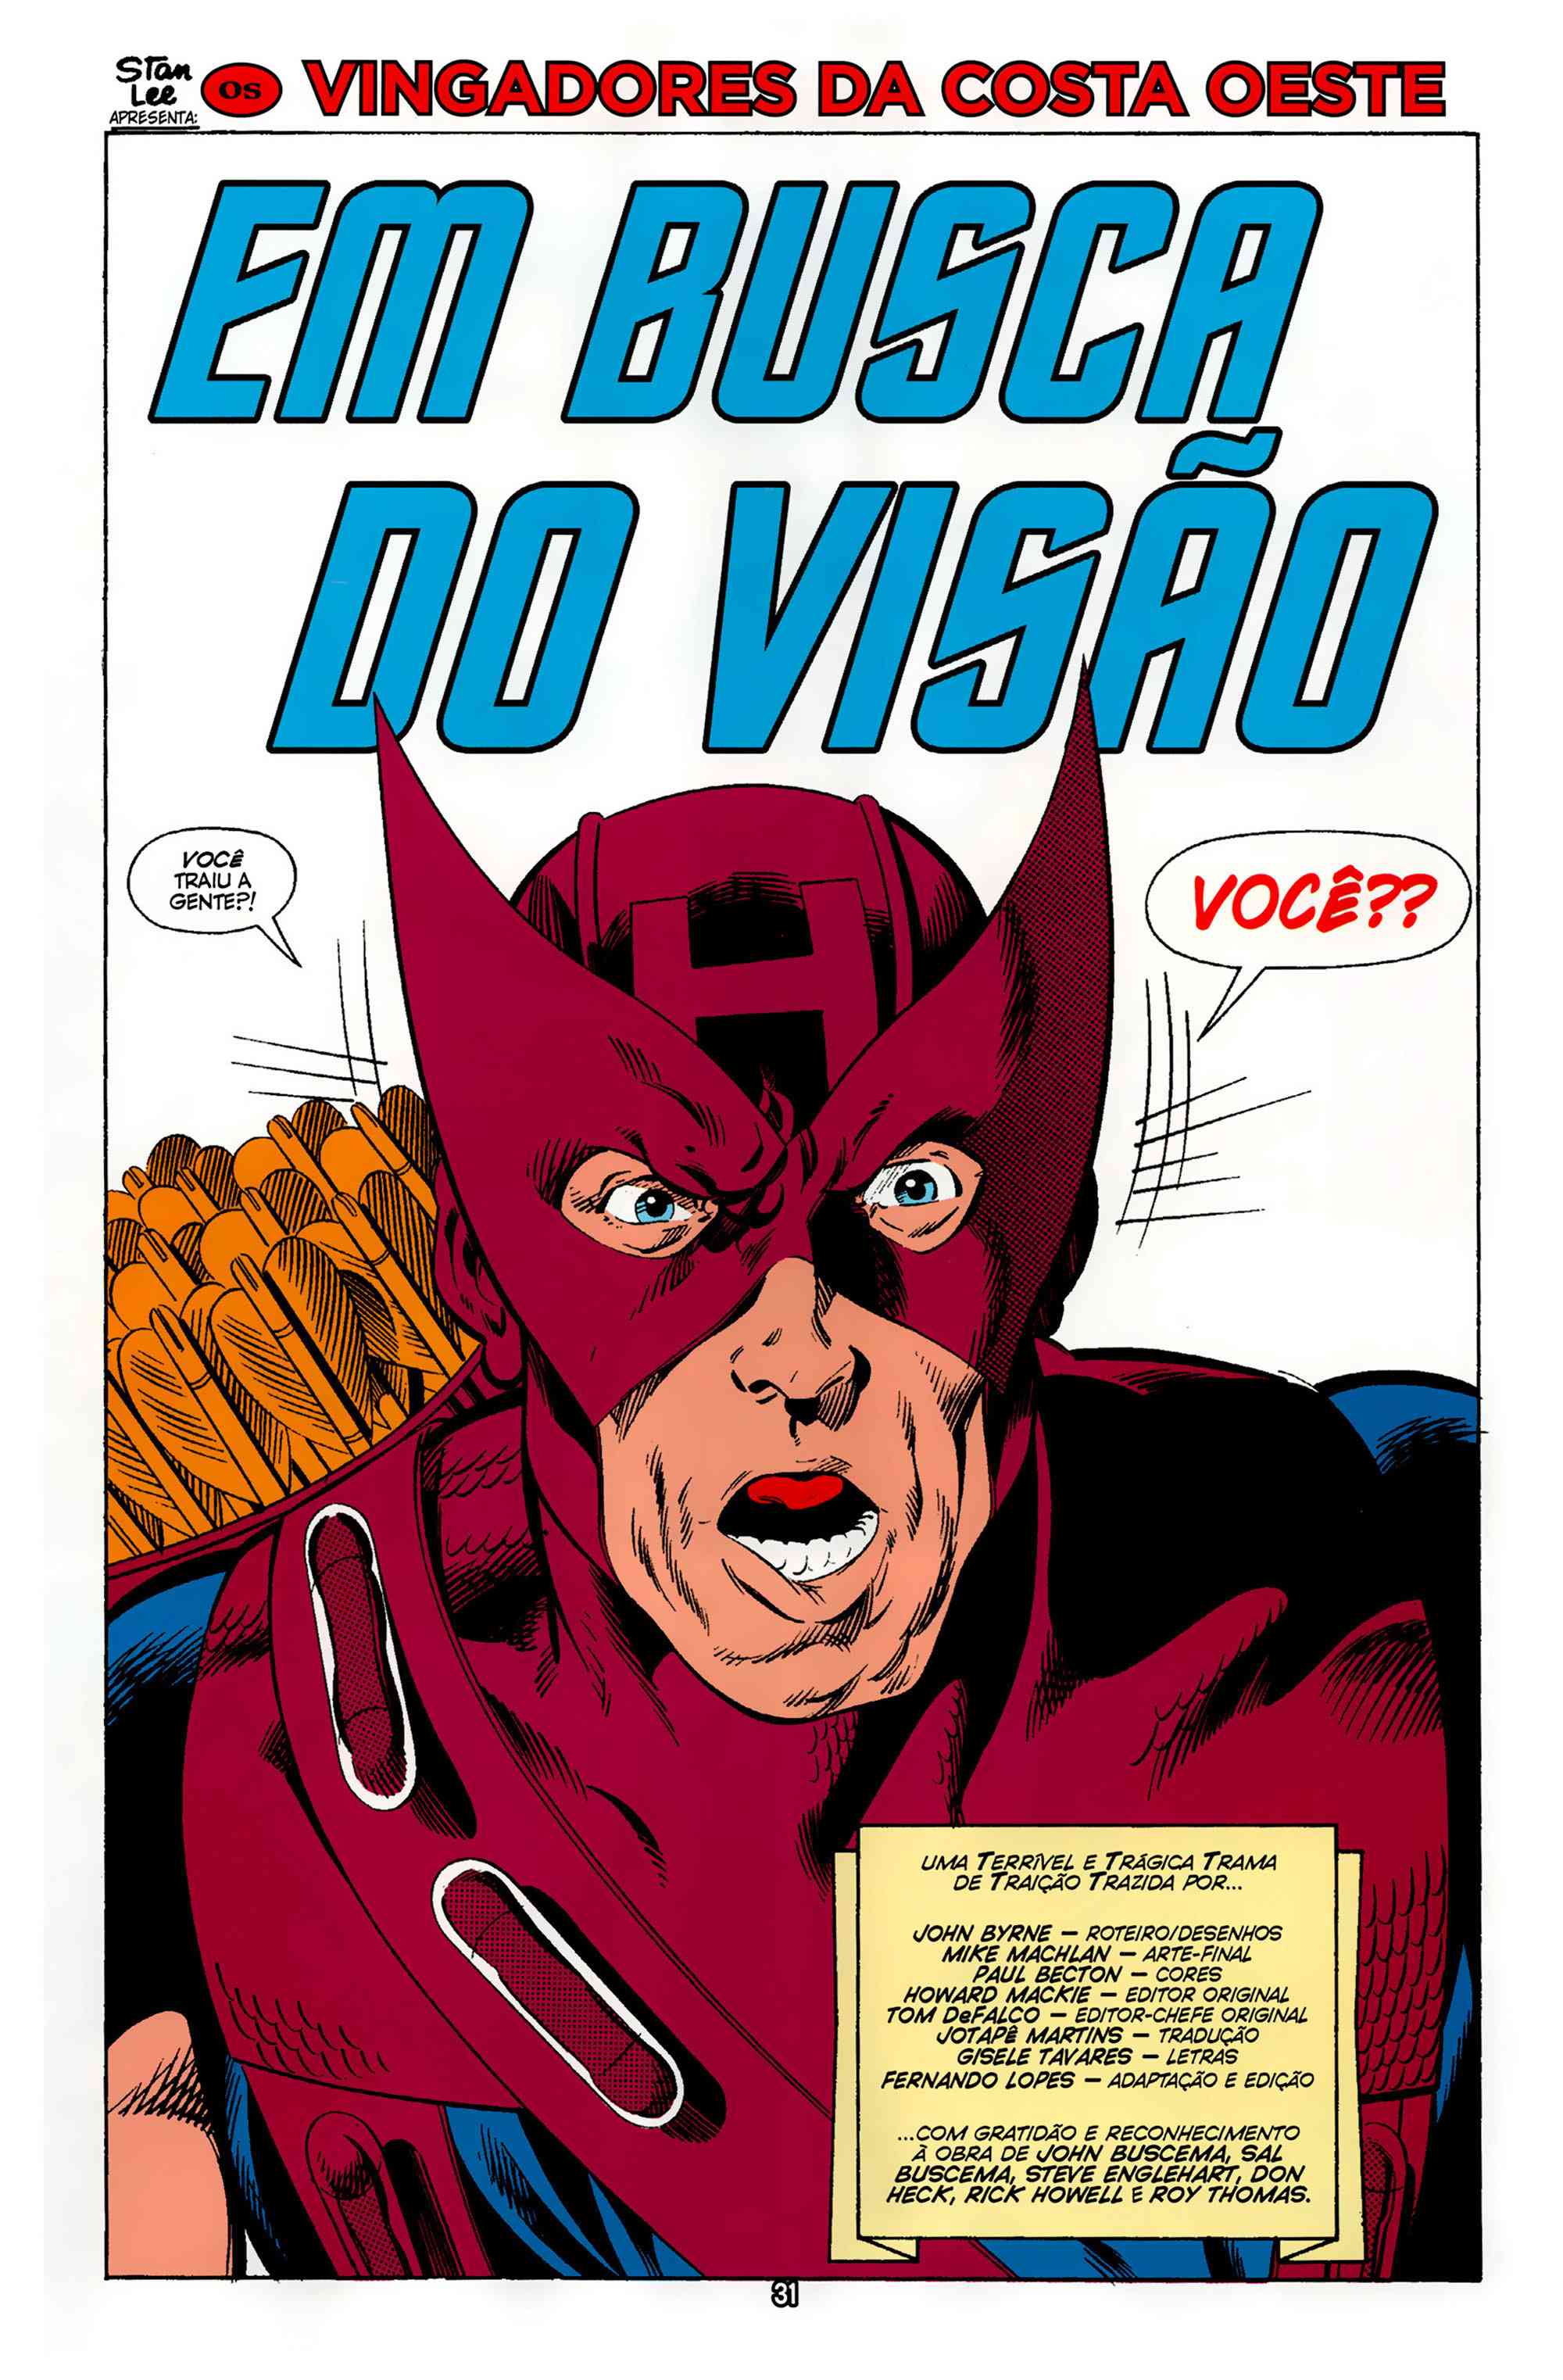 Stan
Lee
APRESENTA:
OS VINGADORES DA COSTA OESTE
EM BUSCA
DO VISÃO
VOCÊ
TRAIU A
GENTE?!
VOCÊ??
H
UMA TERRÍVEL E TRÁGICA TRAMA
DE TRAIÇÃO TRAZIDA POR...
JOHN BYRNE — ROTEIRO/DESENHOS
MIKE MACHLAN — ARTE-FINAL
PAUL BECTON — CORES
HOWARD MACKIE — EDITOR ORIGINAL
TOM DeFALCO — EDITOR-CHEFE ORIGINAL
JOTAPÊ MARTINS — TRADUÇÃO
GISELE TAVARES — LETRAS
FERNANDO LOPES — ADAPTAÇÃO E EDIÇÃO
...COM GRATIDÃO E RECONHECIMENTO
À OBRA DE JOHN BUSCEMA, SAL
BUSCEMA, STEVE ENGLEHART, DON
HECK, RICK HOWELL E ROY THOMAS.
31